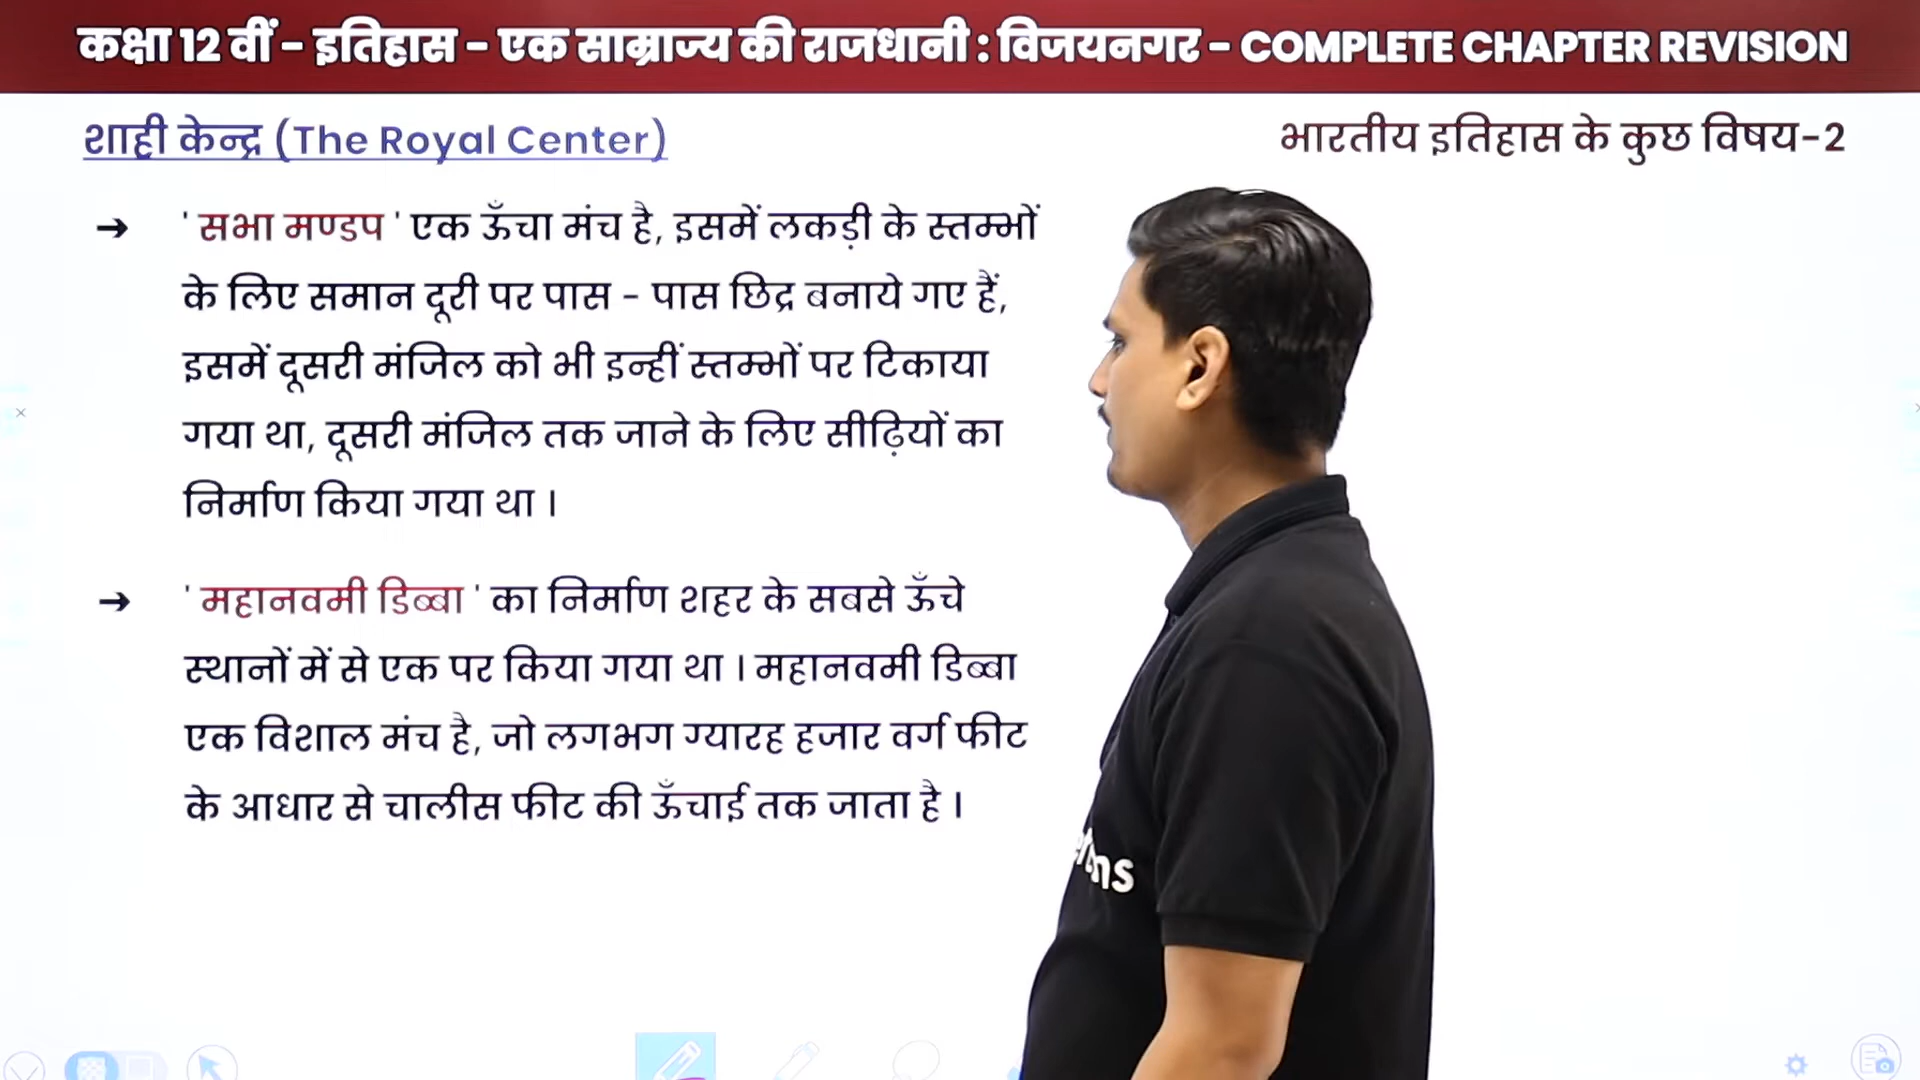 कक्षा 12 वीं - इतिहास - एक साम्राज्य की राजधानी : विजयनगर - COMPLETE CHAPTER REVISION
शाही केन्द्र (The Royal Center)
भारतीय इतिहास के कुछ विषय-2
→ ' सभा मण्डप ' एक ऊँचा मंच है, इसमें लकड़ी के स्तम्भों
के लिए समान दूरी पर पास - पास छिद्र बनाये गए हैं,
इसमें दूसरी मंजिल को भी इन्हीं स्तम्भों पर टिकाया
गया था, दूसरी मंजिल तक जाने के लिए सीढ़ियों का
निर्माण किया गया था ।
→ ' महानवमी डिब्बा ' का निर्माण शहर के सबसे ऊँचे
स्थानों में से एक पर किया गया था । महानवमी डिब्बा
एक विशाल मंच है, जो लगभग ग्यारह हजार वर्ग फीट
के आधार से चालीस फीट की ऊँचाई तक जाता है ।